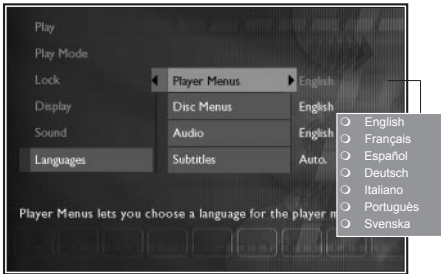 Play
Play Mode
Lock Player Menus English
Display Disc Menus English
Sound Audio English
Languages Subtitles Auto.
English
Français
Español
Deutsch
Italiano
Portuguès
Svenska
Player Menus lets you choose a language for the player